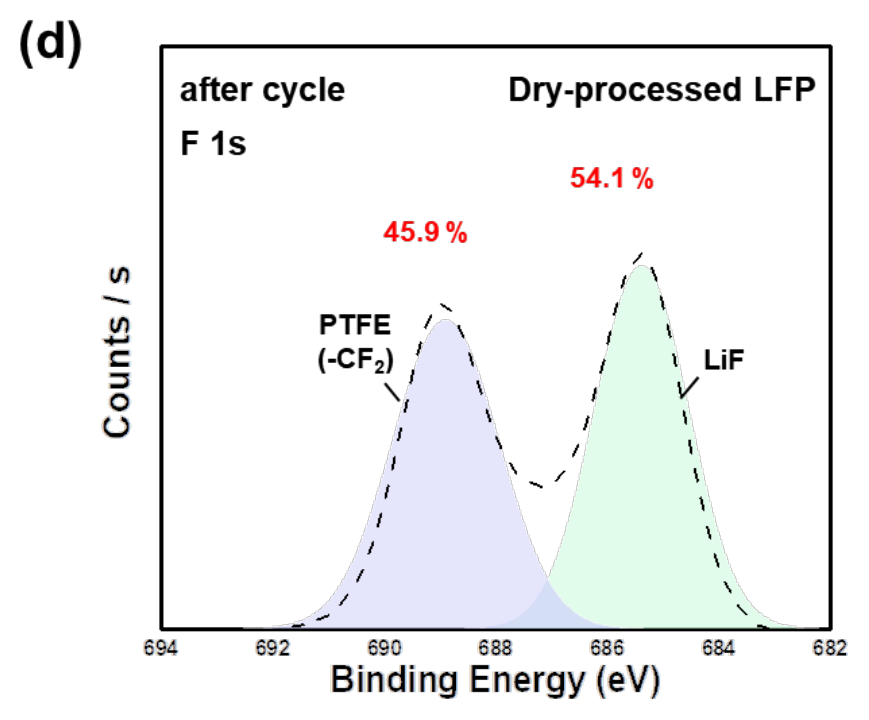 (d)
after cycle
Dry-processed LFP
F 1s
54.1 %
45.9 %
PTFE
(-CF₂)
LiF
Counts / s
694 692 690 688 686 684 682
Binding Energy (eV)